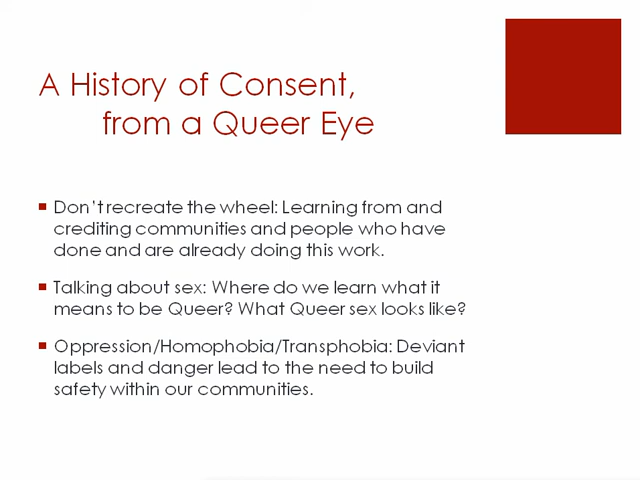 A History of Consent,
from a Queer Eye
Don't recreate the wheel: Learning from and
crediting communities and people who have
done and are already doing this work.
Talking about sex: Where do we learn what it
means to be Queer? What Queer sex looks like?
Oppression/Homophobia/Transphobia: Deviant
labels and danger lead to the need to build
safety within our communities.